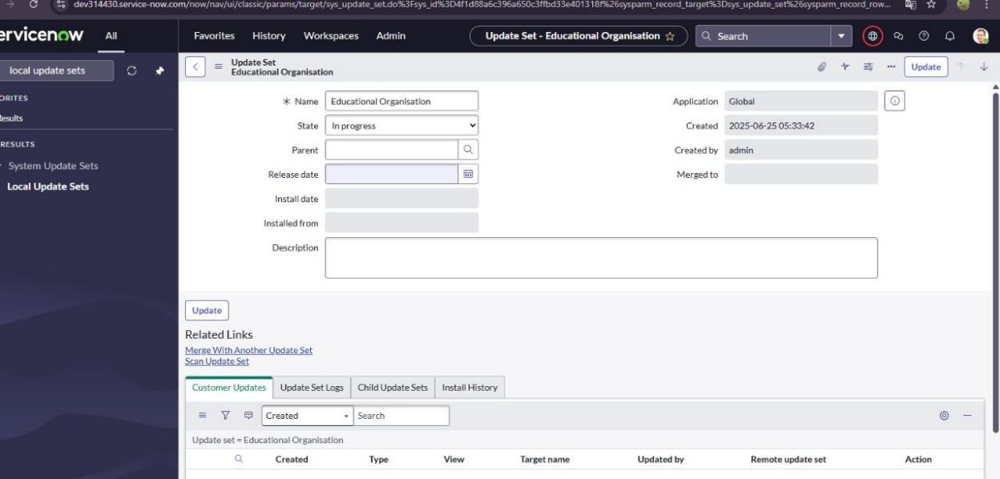 dev314430.service-now.com/now/nav/ui/classic/params/target/sys_update_set.do%3Fsys_id%3D4f1d88a6c396a650c3ffbd33e401318f%26sysparm_record_target%3Dsys_update_set%26sysparm_record_row...
ervicenow All Favorites History Workspaces Admin Update Set - Educational Organisation Search
local update sets
Update Set
Educational Organisation
Update
ORITES
Results
RESULTS
System Update Sets
Local Update Sets
Name Educational Organisation Application Global
State In progress Created 2025-06-25 05:33:42
Parent Created by admin
Release date Merged to
Install date
Installed from
Description
Update
Related Links
Merge With Another Update Set
Scan Update Set
Customer Updates Update Set Logs Child Update Sets Install History
Created Search
Update set = Educational Organisation
Created Type View Target name Updated by Remote update set Action